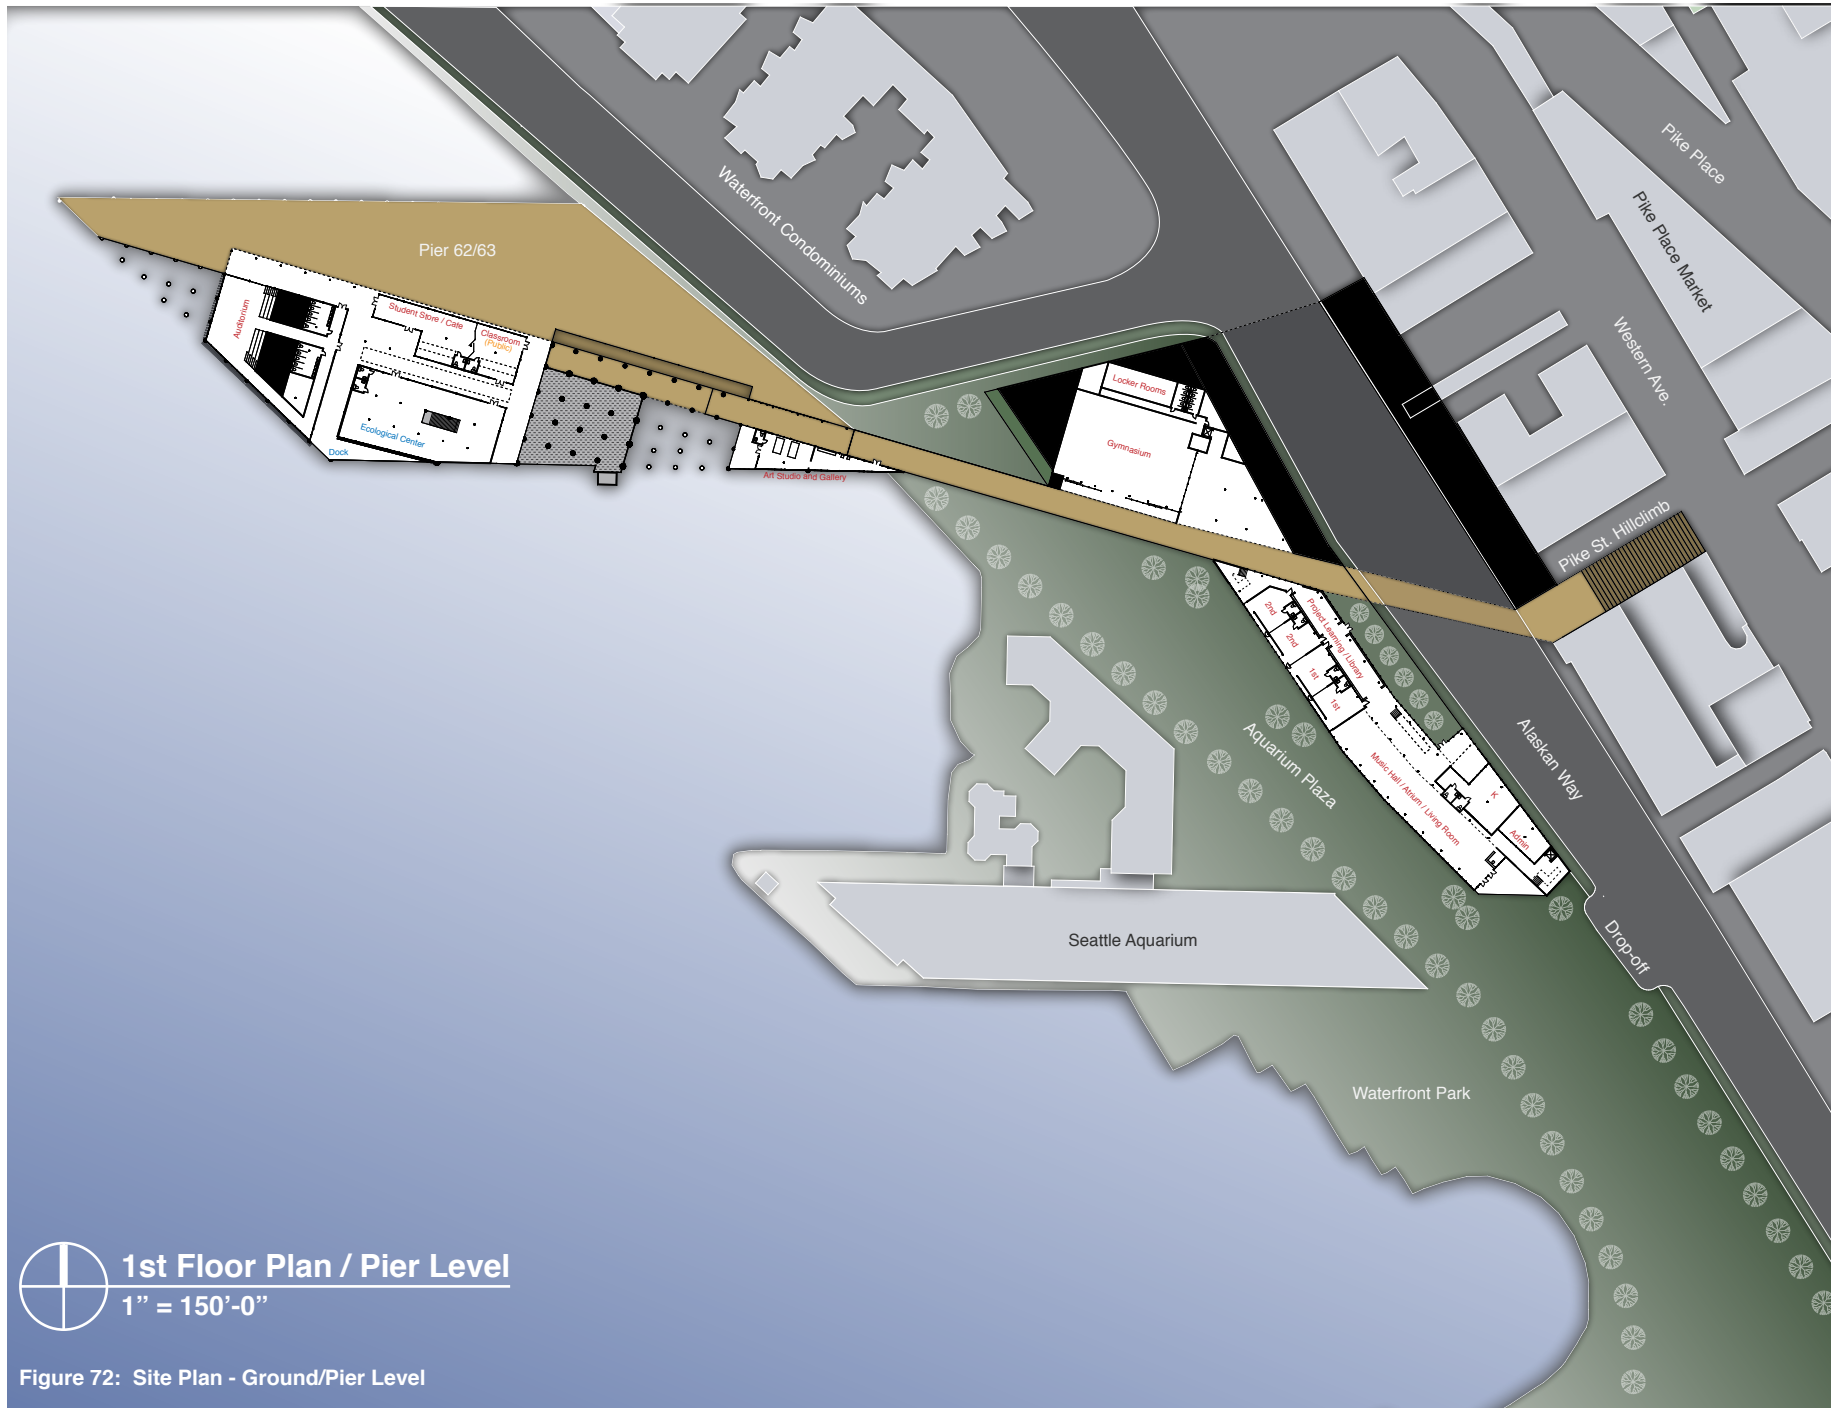 Pike Place
Pike Place Market
Waterfront Condominiums
Pier 62/63
Western Ave.
Auditorium
Student Store / Cafe
Classroom
(Public)
Locker Rooms
Ecological Center
Gymnasium
Dock
Art Studio and Gallery
Pike St. Hillclimb
2nd
2nd
1st
1st
Project Learning / Library
Aquarium Plaza
Alaskan Way
Music Hall / Atrium / Living Room
K
Admin
Seattle Aquarium
Drop-off
Waterfront Park
1st Floor Plan / Pier Level
1” = 150’-0”
Figure 72: Site Plan - Ground/Pier Level